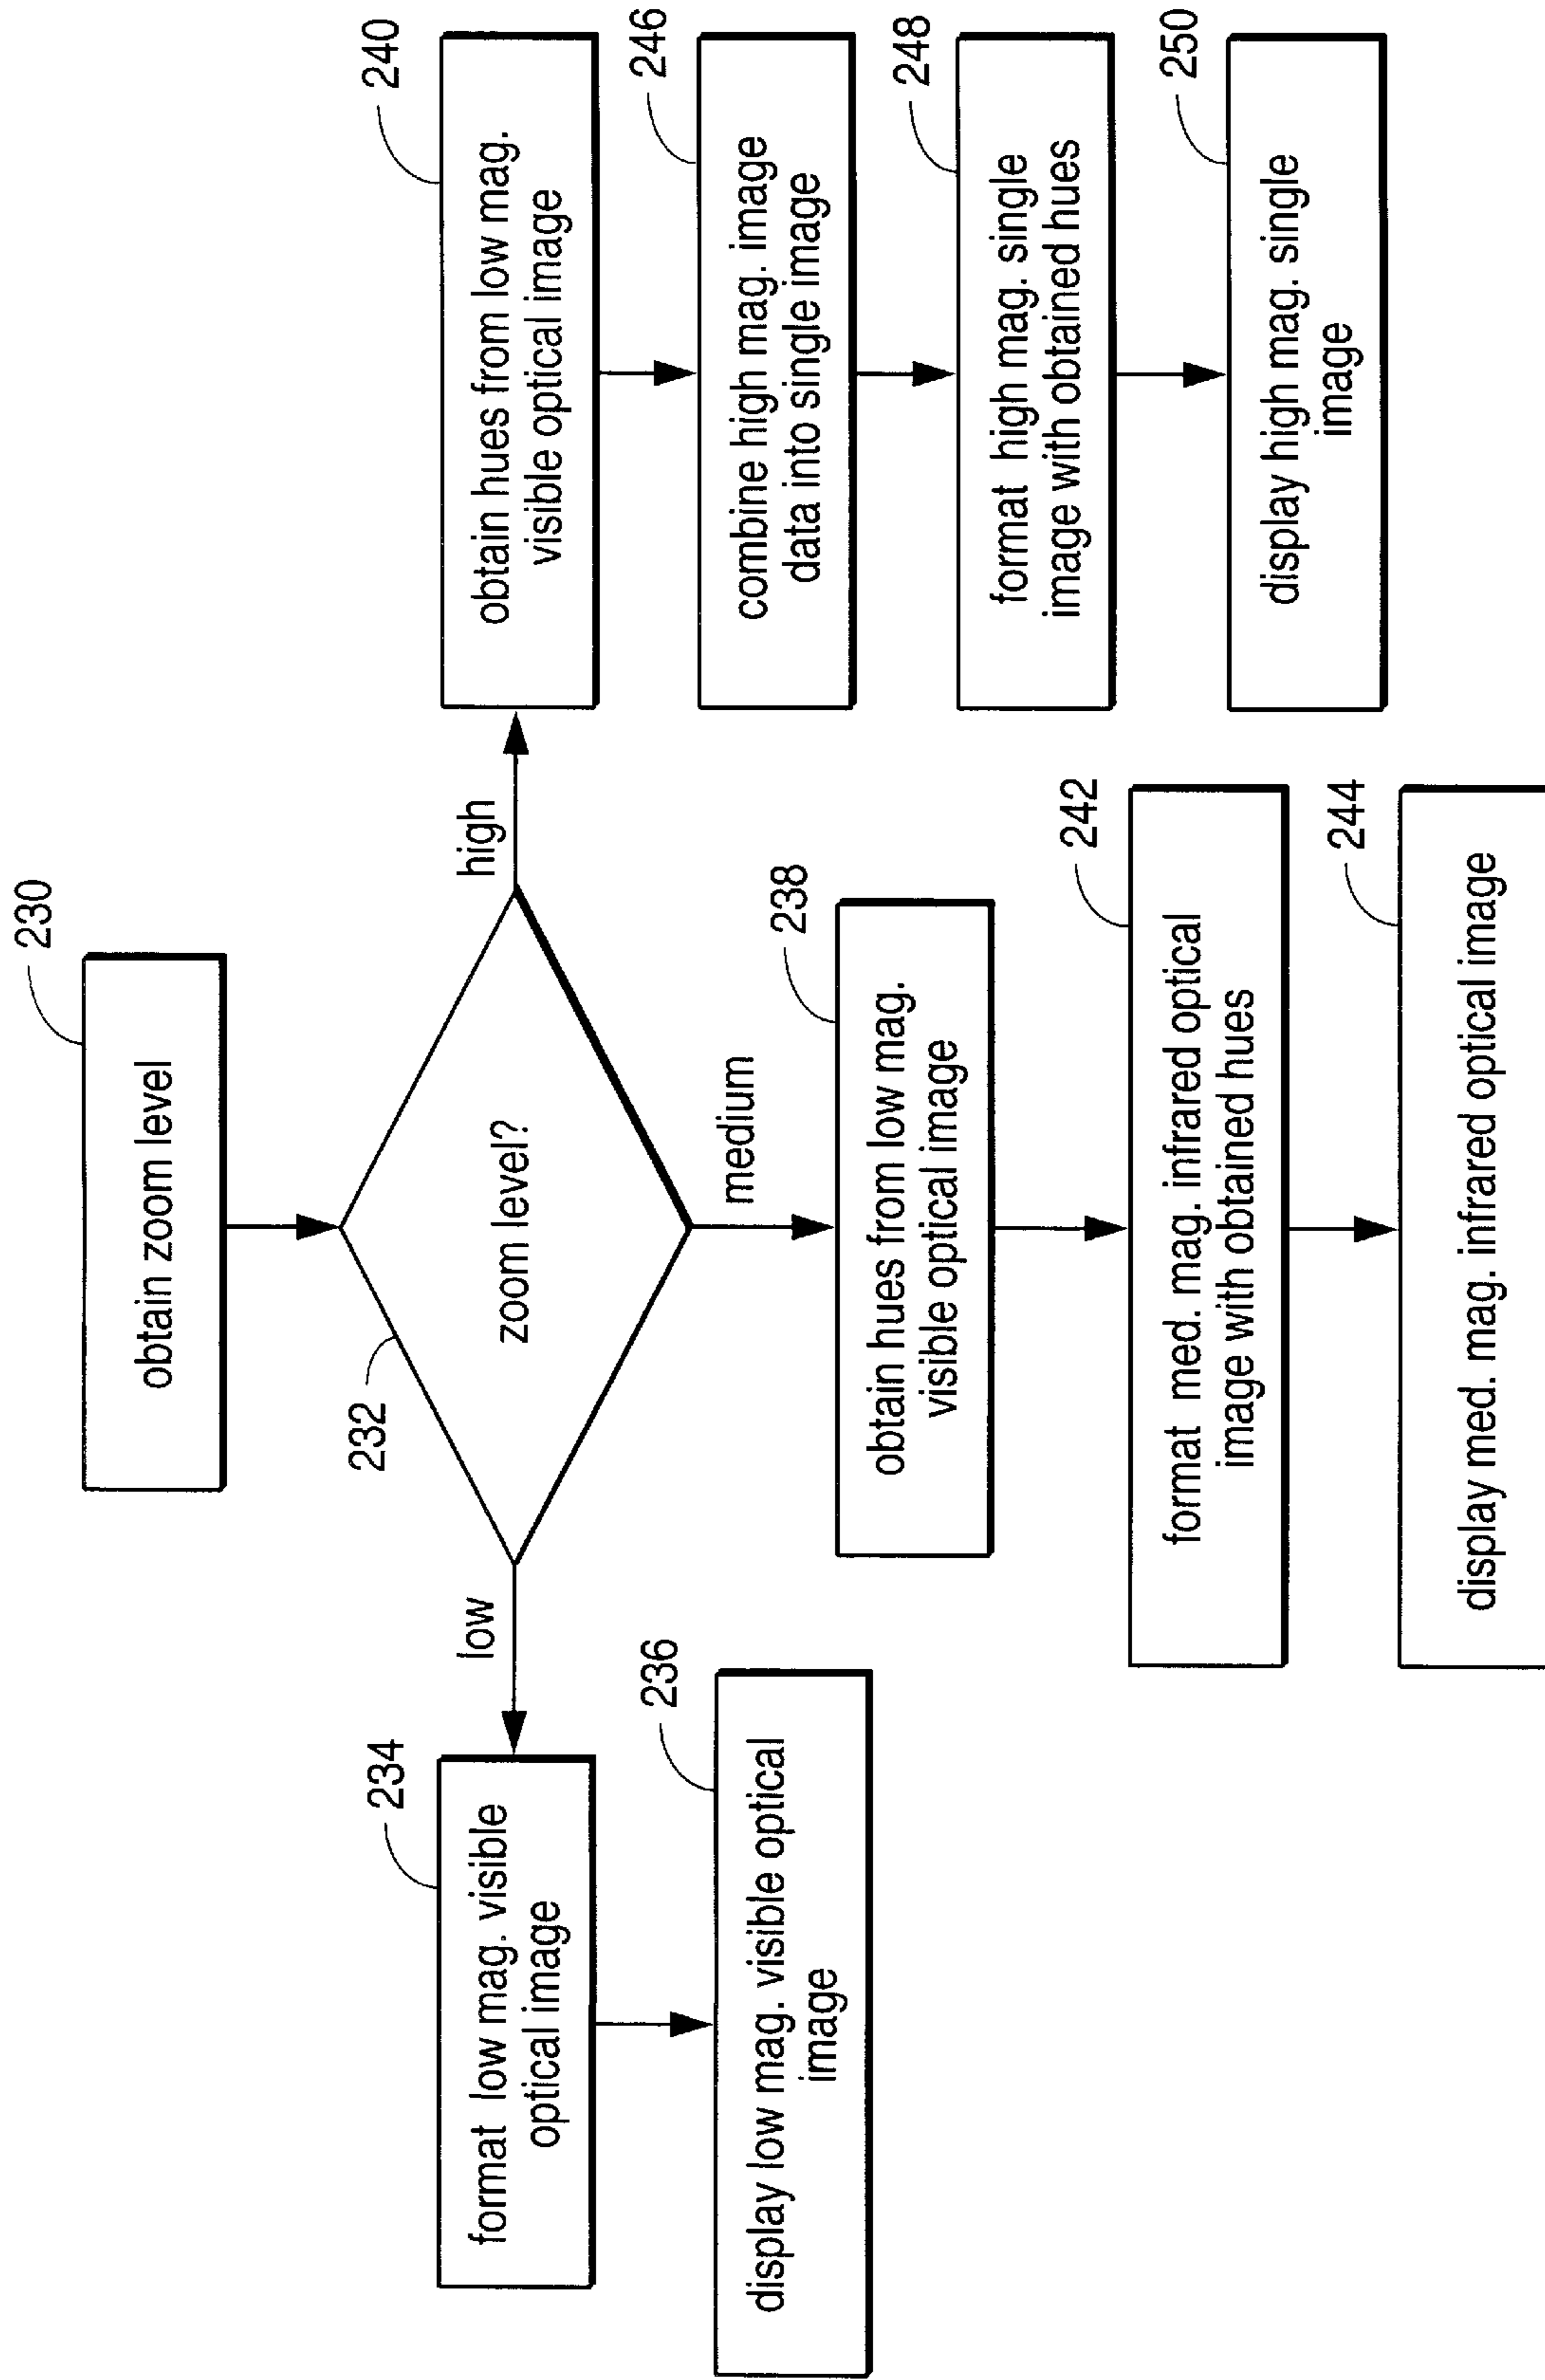 230
obtain zoom level
232
zoom level?
low
medium
high
234
format low mag. visible
optical image
236
display low mag. visible optical
image
238
obtain hues from low mag.
visible optical image
242
format med. mag. infrared optical
image with obtained hues
244
display med. mag. infrared optical image
240
obtain hues from low mag.
visible optical image
246
combine high mag. image
data into single image
248
format high mag. single
image with obtained hues
250
display high mag. single
image